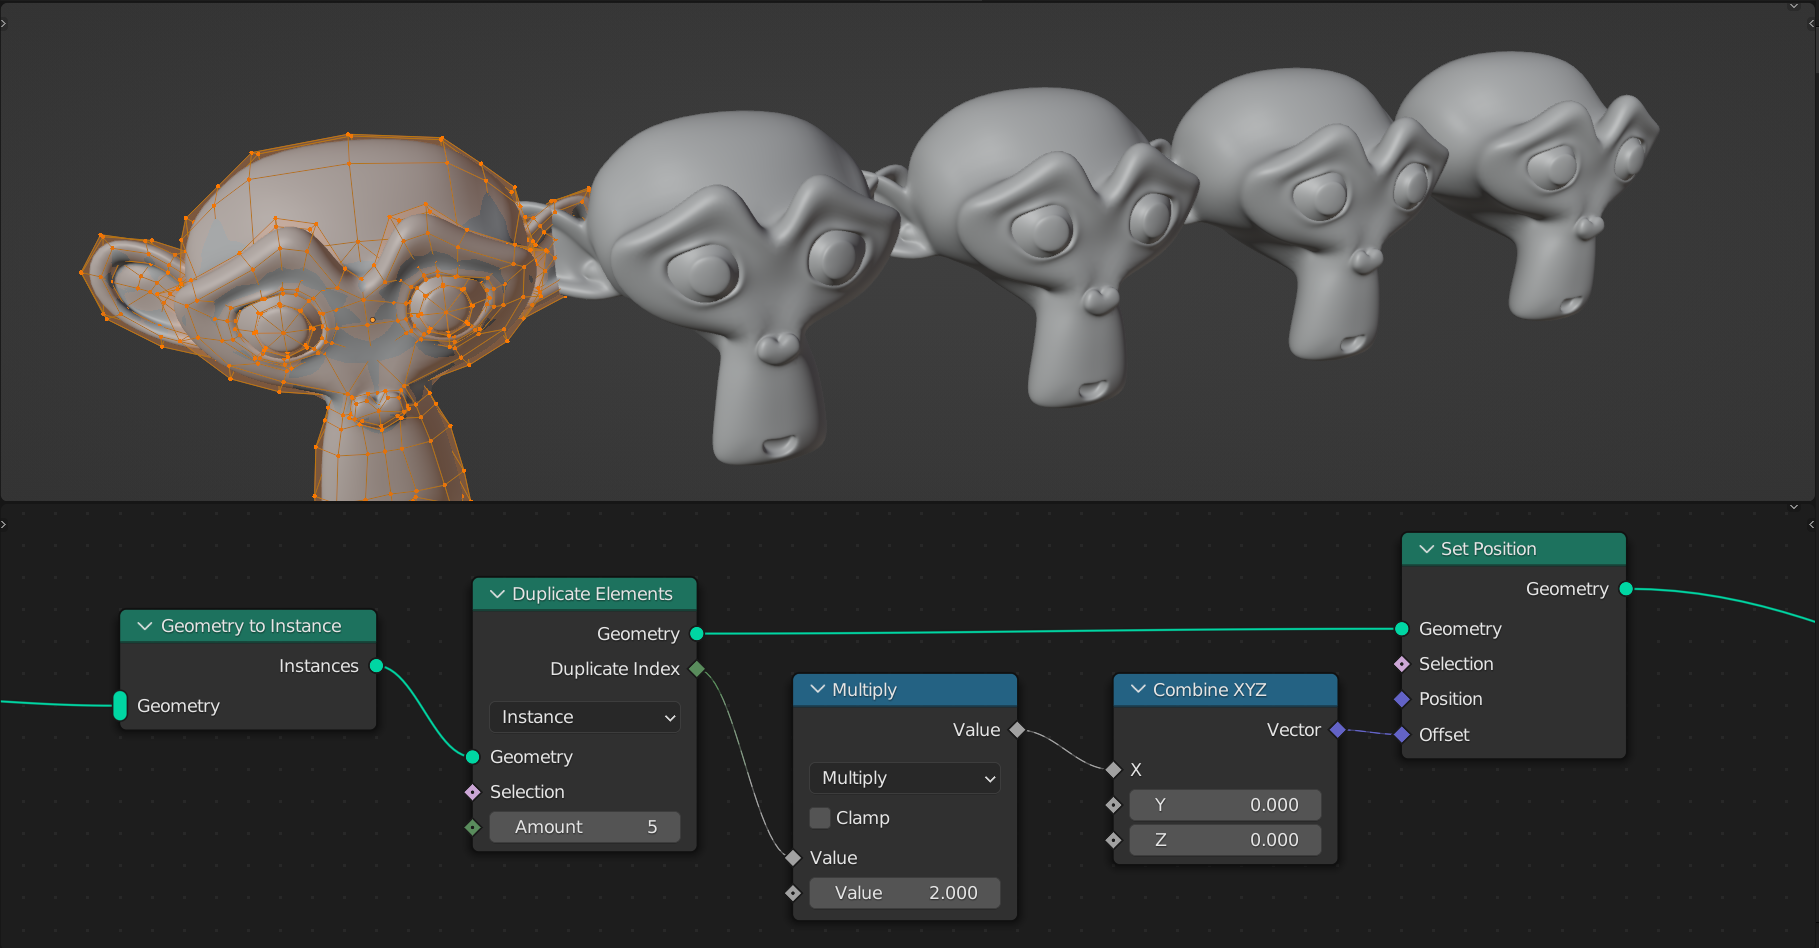 Geometry to Instance
Instances
Geometry
Duplicate Elements
Geometry
Duplicate Index
Instance
Geometry
Selection
Amount 5
Multiply
Value
Multiply
Clamp
Value
Value 2.000
Combine XYZ
Vector
X
Y 0.000
Z 0.000
Set Position
Geometry
Geometry
Selection
Position
Offset